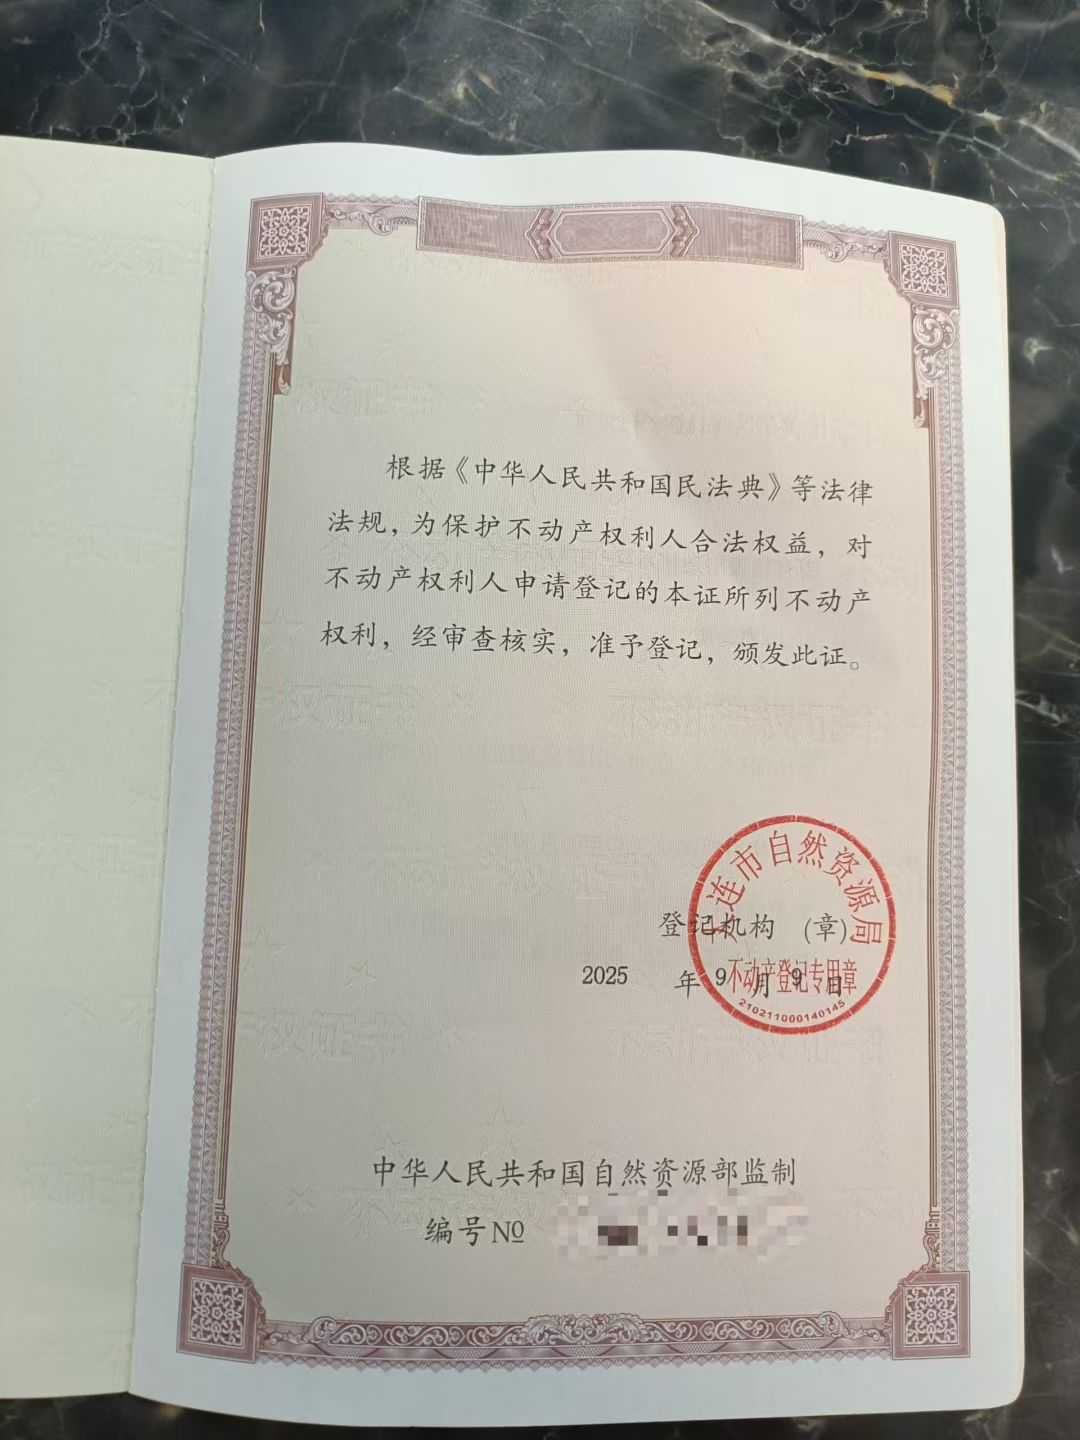 根据《中华人民共和国民法典》等法律
法规，为保护不动产权利人合法权益，对
不动产权利人申请登记的本证所列不动产
权利，经审查核实，准予登记，颁发此证。
大连市自然资源局
登记机构 (章)
不动产登记专用章
2025 年 9 月 9 日
210211000140145
中华人民共和国自然资源部监制
编号№